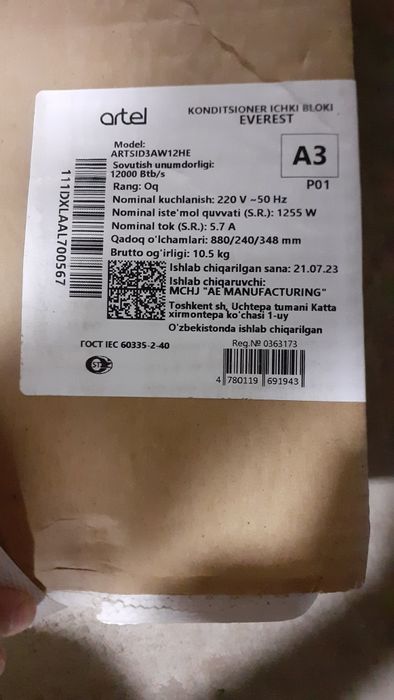 artel
KONDITSIONER ICHKI BLOKI
EVEREST
Model:
ARTSID3AW12HE
Sovutish unumdorligi:
12000 Btb/s
Rang: Oq
A3
P01
Nominal kuchlanish: 220 V ~50 Hz
Nominal iste'mol quvvati (S.R.): 1255 W
Nominal tok (S.R.): 5.7 A
Qadoq o'lchamlari: 880/240/348 mm
Brutto og'irligi: 10.5 kg
Ishlab chiqarilgan sana: 21.07.23
Ishlab chiqaruvchi:
MCHJ "AE MANUFACTURING"
Toshkent sh, Uchtepa tumani Katta
xirmontepa ko'chasi 1-uy
O'zbekistonda ishlab chiqarilgan
111DXLAAL700567
ГОСТ IEC 60335-2-40
Reg.№ 0363173
4 780119 691943